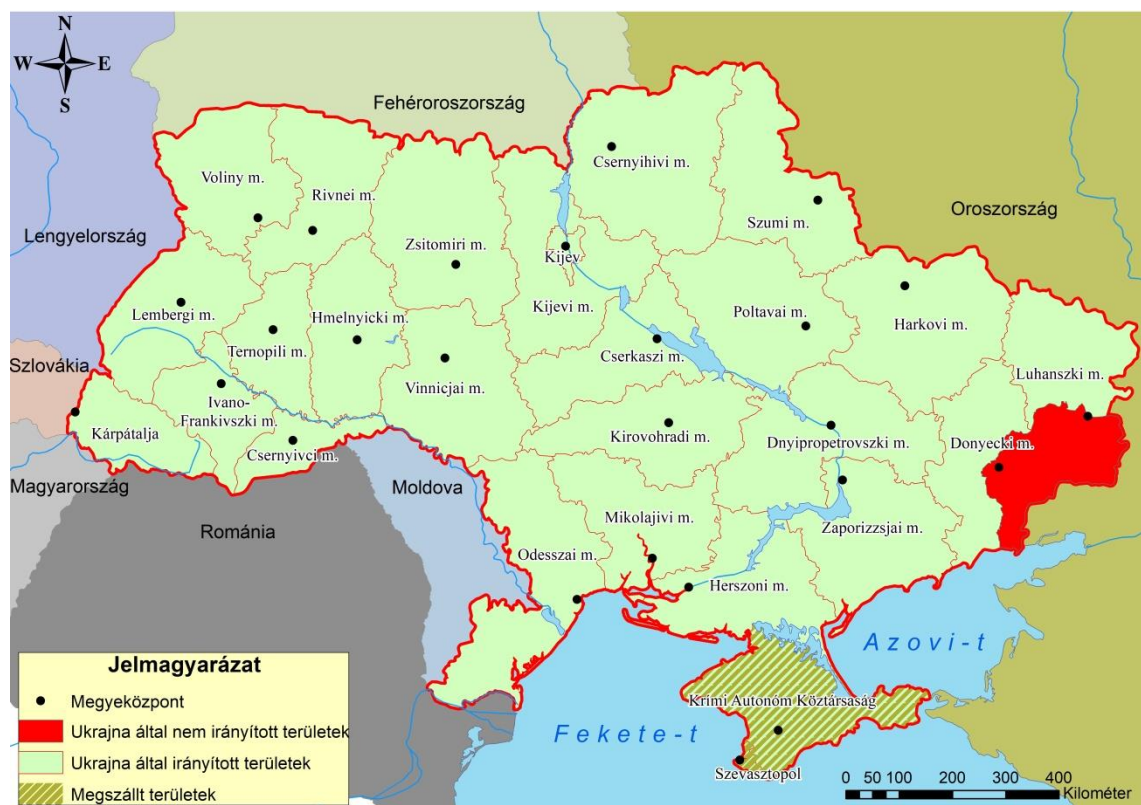 N
W E
S
Fehéroroszország
Csernyihivi m.
Voliny m.
Rivnei m.
Szumi m.
Oroszország
Lengyelország
Zsitomiri m.
Kijev
Kijevi m.
Poltavai m.
Harkovi m.
Lembergi m.
Hmelnyicki m.
Ternopili m.
Cserkaszi m.
Szlovákia
Vinnicjai m.
Luhanszki m.
Ivano-
Frankivszki m.
Kárpátalja
Csernyivci m.
Kirovohradi m.
Dnyipropetrovszki m.
Donyecki m.
Magyarország
Moldova
Románia
Mikolajivi m.
Zaporizzsjai m.
Odesszai m.
Herszoni m.
Azovi-t
Krími Autonóm Köztársaság
Fekete-t
Szevasztopol
Jelmagyarázat
Megyeközpont
Ukrajna által nem irányított területek
Ukrajna által irányított területek
Megszállt területek
0 50 100 200 300 400
Kilométer